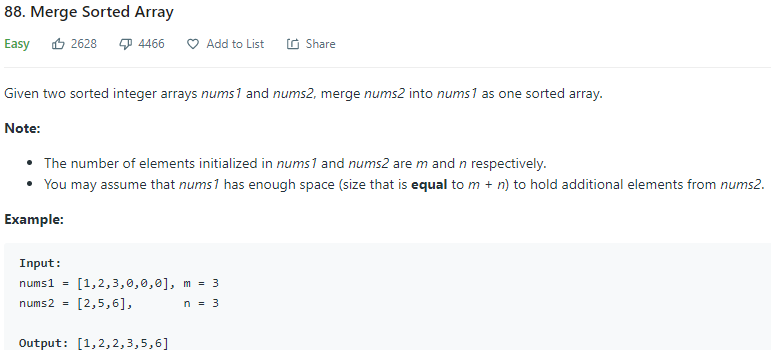 88. Merge Sorted Array
Easy 2628 4466 Add to List Share
Given two sorted integer arrays nums1 and nums2, merge nums2 into nums1 as one sorted array.
Note:
• The number of elements initialized in nums1 and nums2 are m and n respectively.
• You may assume that nums1 has enough space (size that is equal to m + n) to hold additional elements from nums2.
Example:
Input:
nums1 = [1,2,3,0,0,0], m = 3
nums2 = [2,5,6],       n = 3
Output: [1,2,2,3,5,6]